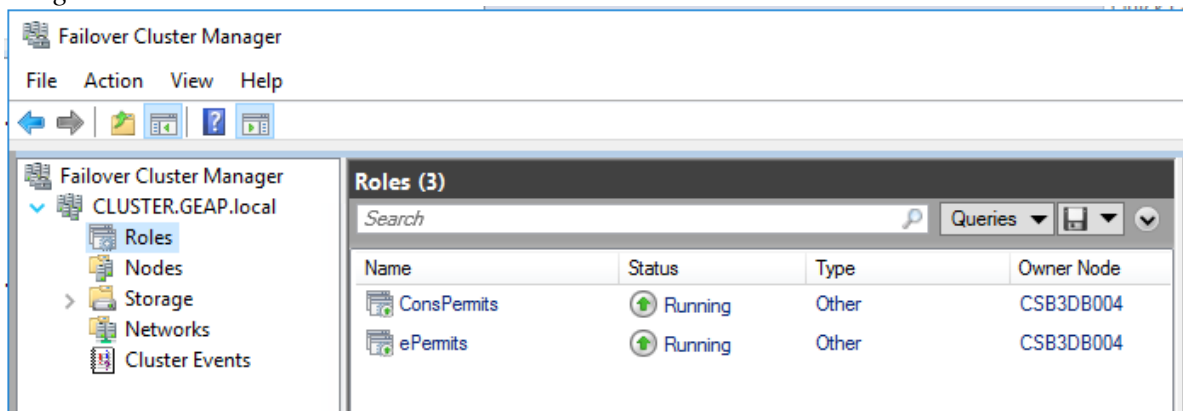 Failover Cluster Manager
File Action View Help
Failover Cluster Manager
CLUSTER.GEAP.local
Roles
Nodes
Storage
Networks
Cluster Events
Roles (3)
Search
Queries
Name Status Type Owner Node
ConsPermits Running Other CSB3DB004
ePermits Running Other CSB3DB004